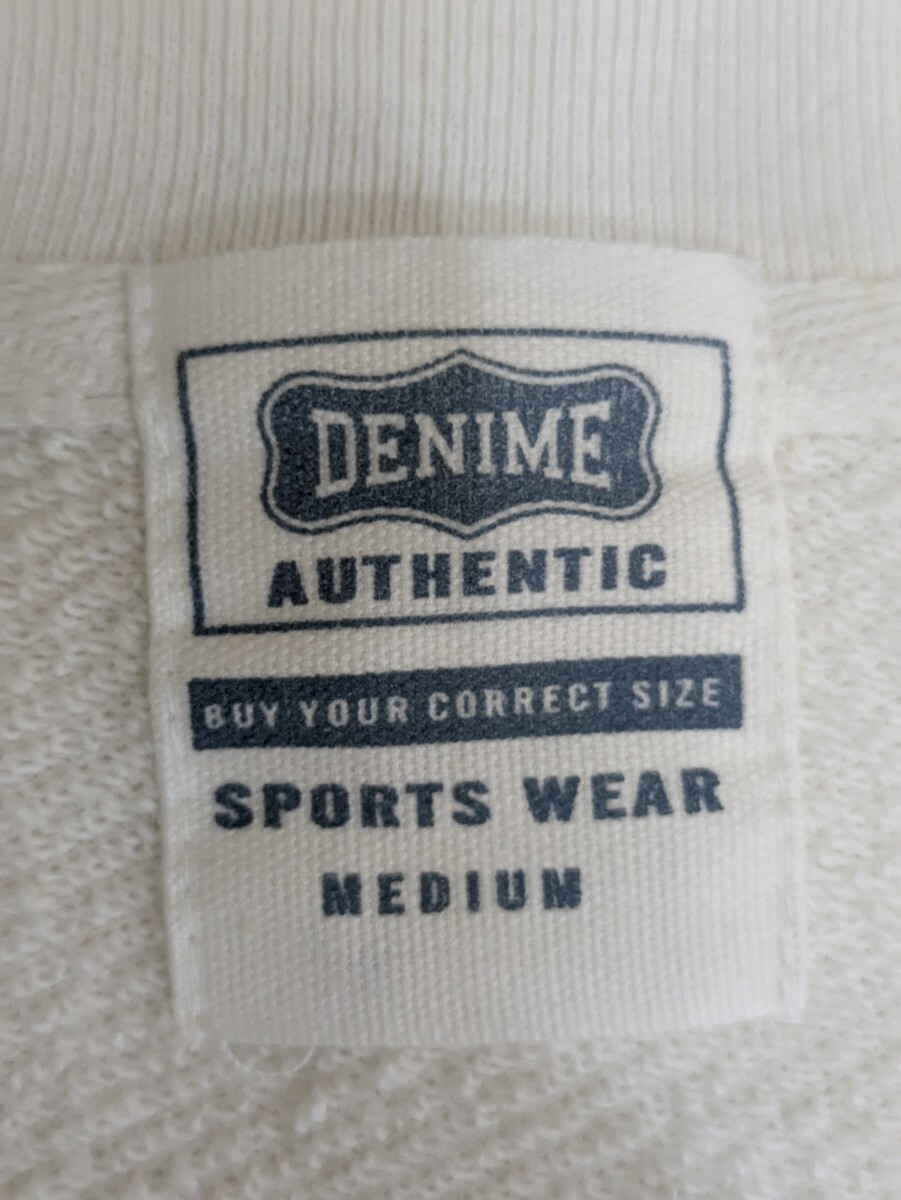 DENIME
AUTHENTIC
BUY YOUR CORRECT SIZE
SPORTS WEAR
MEDIUM